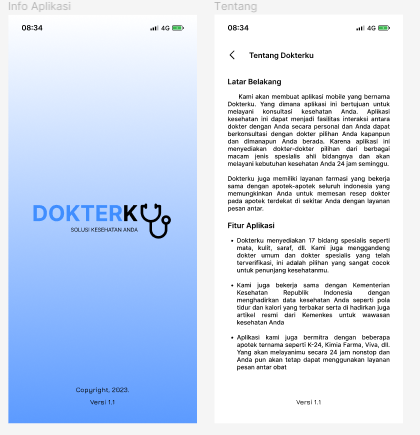 Info Aplikasi
08:34
4G
DOKTERKU
SOLUSI KESEHATAN ANDA
Copyright, 2023.
Versi 1.1
Tentang
08:34
4G
Tentang Dokterku
Latar Belakang
Kami akan membuat aplikasi mobile yang bernama
Dokterku. Yang dimana aplikasi ini bertujuan untuk
melayani konsultasi kesehatan Anda. Aplikasi
kesehatan ini dapat menjadi fasilitas interaksi antara
dokter dengan Anda secara personal dan Anda dapat
berkonsultasi dengan dokter pilihan Anda kapanpun
dan dimanapun Anda berada. Karena aplikasi ini
menyediakan dokter-dokter pilihan dari berbagai
macam jenis spesialis ahli bidangnya dan akan
melayani kebutuhan kesehatan Anda 24 jam seminggu.
Dokterku juga memiliki layanan farmasi yang bekerja
sama dengan apotek-apotek seluruh indonesia yang
memungkinkan Anda untuk memesan resep dokter
pada apotek terdekat di sekitar Anda dengan layanan
pesan antar.
Fitur Aplikasi
• Dokterku menyediakan 17 bidang spesialis seperti
mata, kulit, saraf, dll. Kami juga menggandeng
dokter umum dan dokter spesialis yang telah
terverifikasi, ini adalah pilihan yang sangat cocok
untuk penunjang kesehatanmu.
• Kami juga bekerja sama dengan Kementerian
Kesehatan Republik Indonesia dengan
menghadirkan data kesehatan Anda seperti pola
tidur dan kalori yang terbakar serta di hadirkan juga
artikel resmi dari Kemenkes untuk wawasan
kesehatan Anda
• Aplikasi kami juga bermitra dengan beberapa
apotek ternama seperti K-24, Kimia Farma, Viva, dll.
Yang akan melayanimu secara 24 jam nonstop dan
Anda pun akan tetap dapat menggunakan layanan
pesan antar obat
Versi 1.1